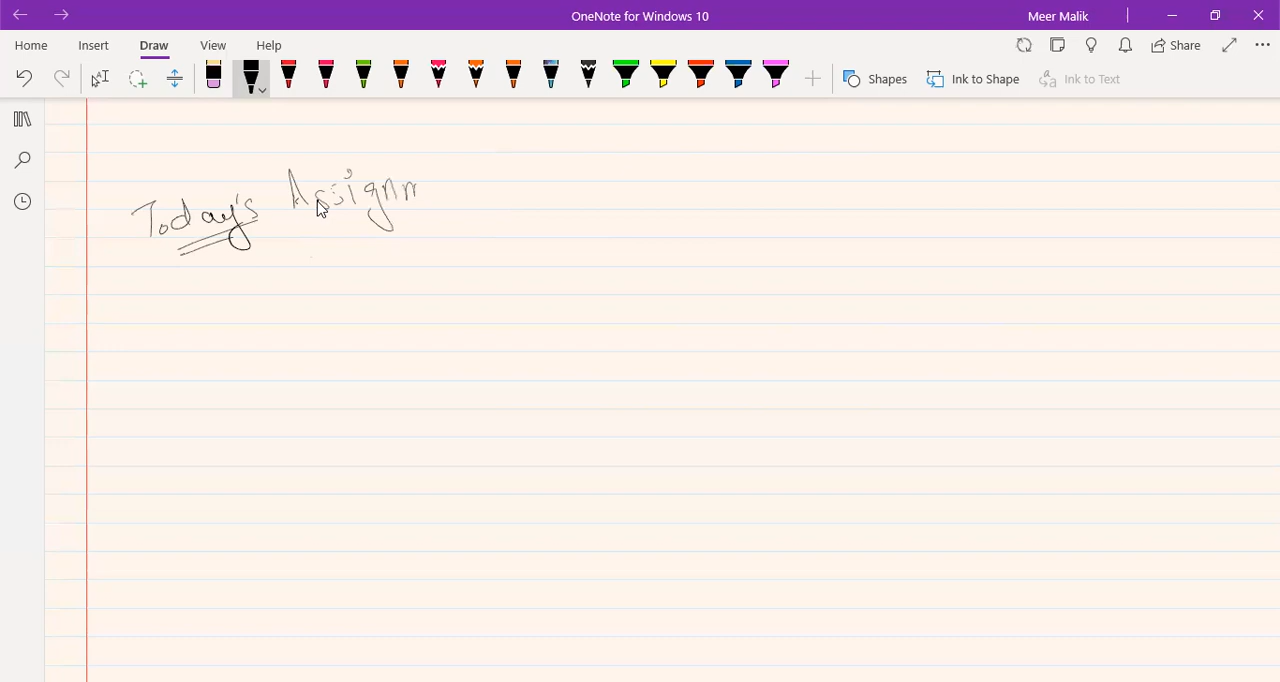 OneNote for Windows 10
Meer Malik
Home Insert Draw View Help
Share
Shapes
Ink to Shape
Ink to Text
Today's Assignm